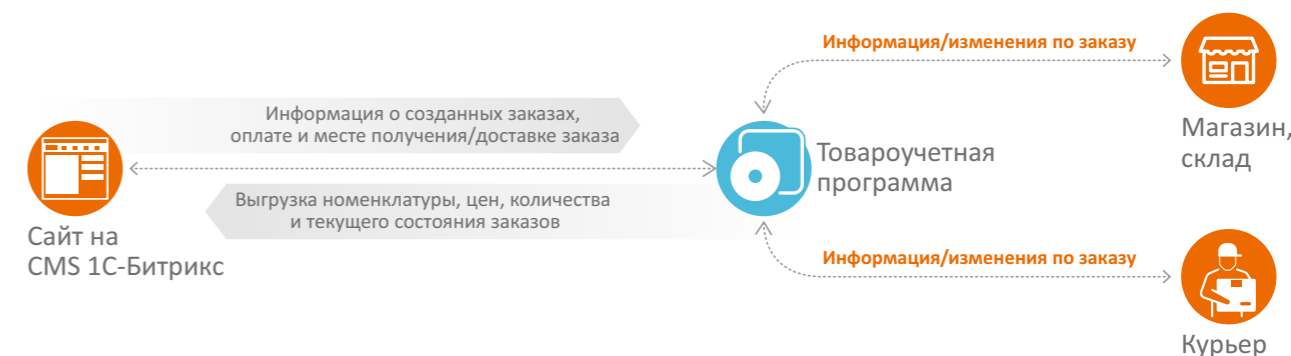 Информация/изменения по заказу
Информация о созданных заказах,
оплате и месте получения/доставке заказа
Магазин,
склад
Товароучетная
программа
Выгрузка номенклатуры, цен, количества
и текущего состояния заказов
Сайт на
CMS 1С-Битрикс
Информация/изменения по заказу
Курьер